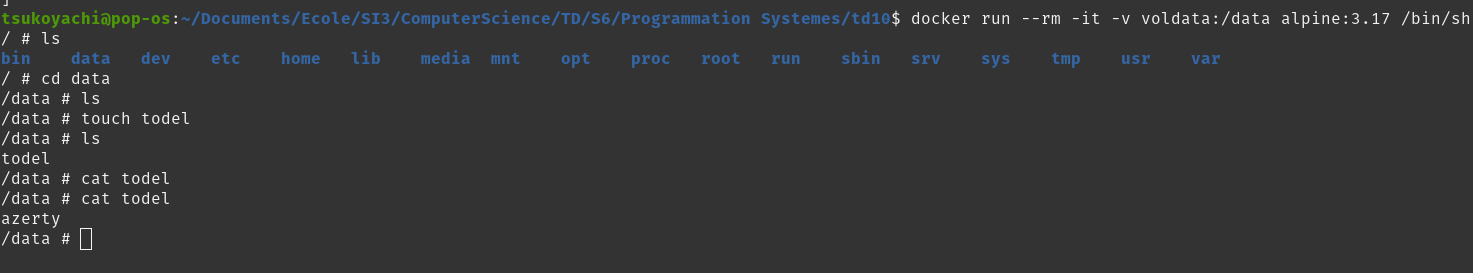 ]
tsukoyachi@pop-os:~/Documents/Ecole/SI3/ComputerScience/TD/S6/Programmation Systemes/td10$ docker run --rm -it -v voldata:/data alpine:3.17 /bin/sh
/ # ls
bin data dev etc home lib media mnt opt proc root run sbin srv sys tmp usr var
/ # cd data
/data # ls
/data # touch todel
/data # ls
todel
/data # cat todel
/data # cat todel
azerty
/data #